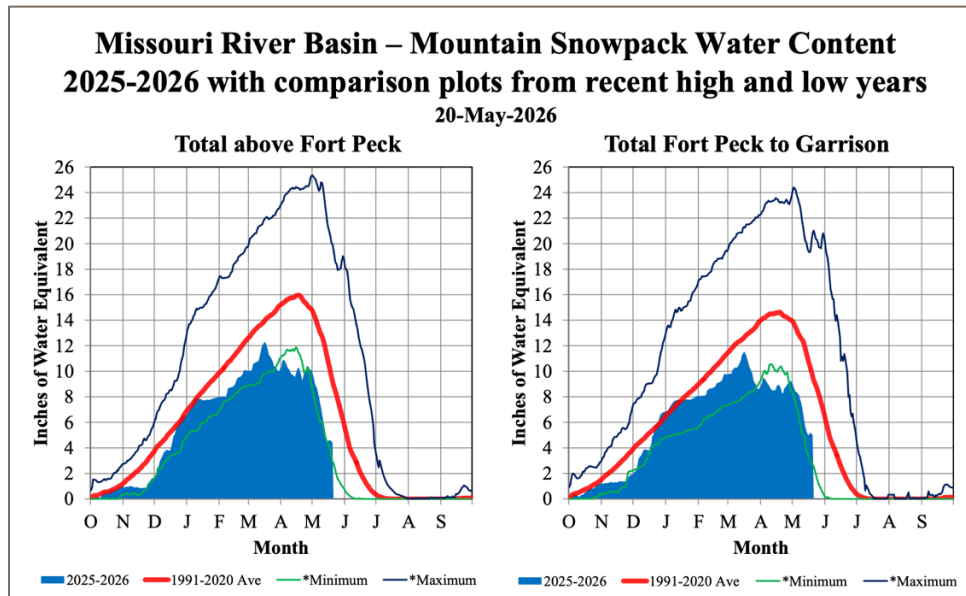 Missouri River Basin – Mountain Snowpack Water Content
2025-2026 with comparison plots from recent high and low years
20-May-2026
Total above Fort Peck
Inches of Water Equivalent
26
24
22
20
18
16
14
12
10
8
6
4
2
0
O N D J F M A M J J A S
Month
2025-2026 1991-2020 Ave *Minimum *Maximum
Total Fort Peck to Garrison
Inches of Water Equivalent
26
24
22
20
18
16
14
12
10
8
6
4
2
0
O N D J F M A M J J A S
Month
2025-2026 1991-2020 Ave *Minimum *Maximum